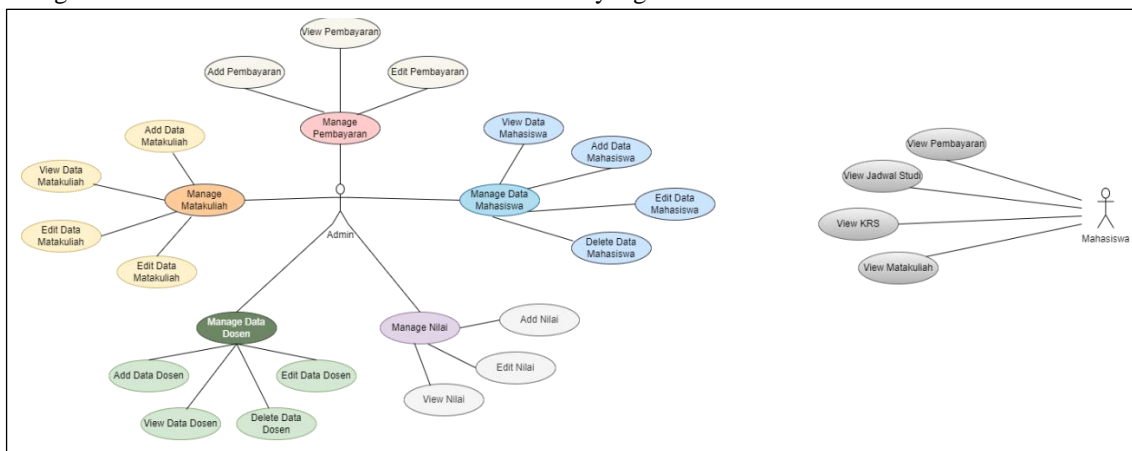 View Pembayaran
Add Pembayaran
Edit Pembayaran
Manage
Pembayaran
Add Data
Matakuliah
View Data
Matakuliah
Manage
Matakuliah
Edit Data
Matakuliah
Edit Data
Matakuliah
Admin
View Data
Mahasiswa
Add Data
Mahasiswa
Manage Data
Mahasiswa
Edit Data
Mahasiswa
Delete Data
Mahasiswa
Manage Data
Dosen
Add Data Dosen
Edit Data Dosen
View Data Dosen
Delete Data
Dosen
Manage Nilai
Add Nilai
Edit Nilai
View Nilai
View Pembayaran
View Jadwal Studi
View KRS
View Matakuliah
Mahasiswa